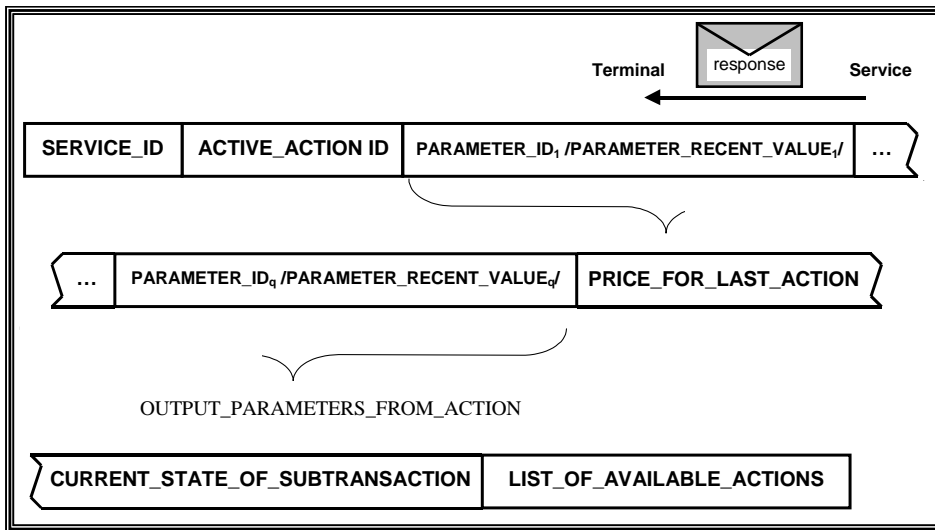 response
Terminal Service
SERVICE_ID ACTIVE_ACTION ID PARAMETER_ID₁ /PARAMETER_RECENT_VALUE₁/ ...
... PARAMETER_IDq /PARAMETER_RECENT_VALUEq/ PRICE_FOR_LAST_ACTION
OUTPUT_PARAMETERS_FROM_ACTION
CURRENT_STATE_OF_SUBTRANSACTION LIST_OF_AVAILABLE_ACTIONS